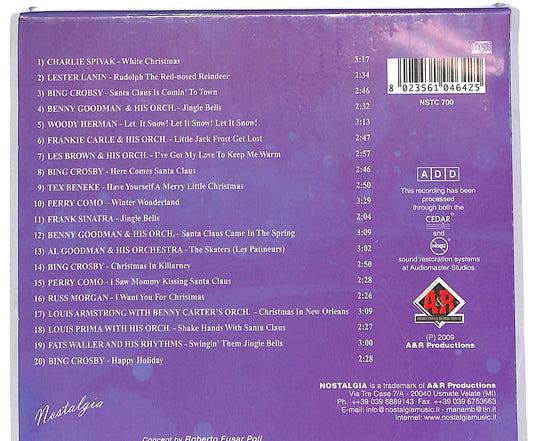 1) CHARLIE SPIVAK - White Christmas 3:17
2) LESTER LANIN - Rudolph The Red-nosed Reindeer 2:34
3) BING CROSBY - Santa Claus Is Comin' To Town 2:46
4) BENNY GOODMAN & HIS ORCH. - Jingle Bells 2:32
5) WOODY HERMAN - Let It Snow! Let It Snow! Let It Snow! 3:13
6) FRANKIE CARLE & HIS ORCH. - Little Jack Frost Get Lost 2:47
7) LES BROWN & HIS ORCH. - I've Got My Love To Keep Me Warm 2:57
8) BING CROSBY - Here Comes Santa Claus 2:46
9) TEX BENEKE - Have Yourself A Merry Little Christmas 2:50
10) PERRY COMO - Winter Wonderland 3:29
11) FRANK SINATRA - Jingle Bells 2:04
12) BENNY GOODMAN & HIS ORCH. - Santa Claus Came In The Spring 3:09
13) AL GOODMAN & HIS ORCHESTRA - The Skaters (Les Patineurs) 3:02
14) BING CROSBY - Christmas In Killarney 2:50
15) PERRY COMO - I Saw Mommy Kissing Santa Claus 2:28
16) RUSS MORGAN - I Want You For Christmas 3:18
17) LOUIS ARMSTRONG WITH BENNY CARTER'S ORCH. - Christmas In New Orleans 3:09
18) LOUIS PRIMA WITH HIS ORCH. - Shake Hands With Santa Claus 2:27
19) FATS WALLER AND HIS RHYTHMS - Swingin' Them Jingle Bells 3:00
20) BING CROSBY - Happy Holiday 2:28
8 023561 046425
NSTC 700
A D D
This recording has been
processed
through both the
CEDAR
and
sound restoration systems
at Audiomaster Studios.
A&R
(P) 2009
A&R Productions
NOSTALGIA is a trademark of A&R Productions
Via Tre Case 7/A - 20040 Usmate Velate (MI)
Ph. ++39 039 6889143 Fax ++39 039 6753663
E-mail: info@nostalgiamusic.it - manamb@tin.it
Internet: www.nostalgiamusic.it
Nostalgia
Concept by Roberto Fusar Poli